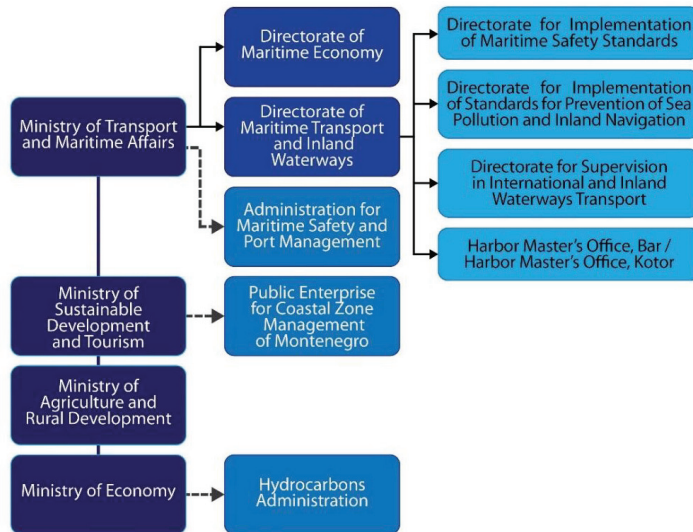 Directorate of
Maritime Economy
Directorate for Implementation
of Maritime Safety Standards
Ministry of Transport
and Maritime Affairs
Directorate of
Maritime Transport
and Inland
Waterways
Directorate for Implementation
of Standards for Prevention of Sea
Pollution and Inland Navigation
Directorate for Supervision
in International and Inland
Waterways Transport
Administration for
Maritime Safety and
Port Management
Harbor Master's Office, Bar /
Harbor Master's Office, Kotor
Ministry of
Sustainable
Development
and Tourism
Public Enterprise
for Coastal Zone
Management
of Montenegro
Ministry of
Agriculture and
Rural Development
Ministry of Economy
Hydrocarbons
Administration